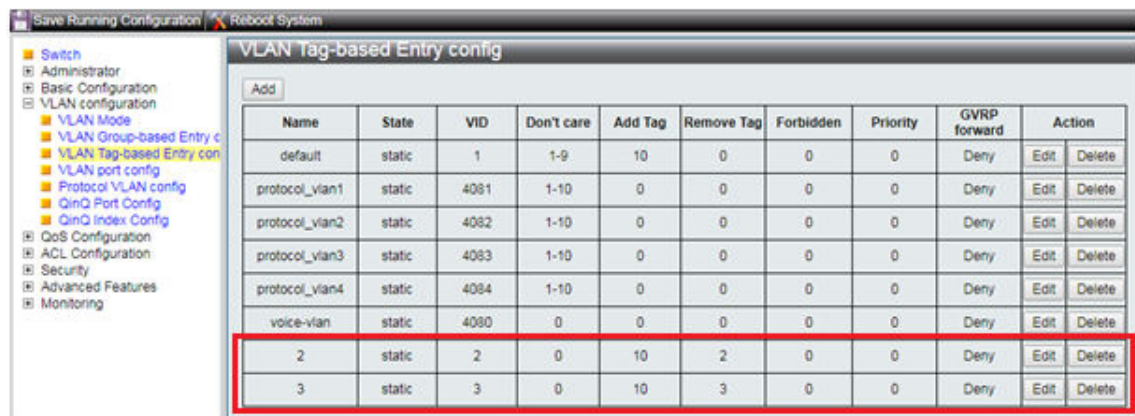 Save Running Configuration Reboot System
VLAN Tag-based Entry config
Switch
Administrator
Basic Configuration
VLAN configuration
VLAN Mode
VLAN Group-based Entry c
VLAN Tag-based Entry con
VLAN port config
Protocol VLAN config
QinQ Port Config
QinQ Index Config
QoS Configuration
ACL Configuration
Security
Advanced Features
Monitoring
Add
Name State VID Don't care Add Tag Remove Tag Forbidden Priority GVRP forward Action
default static 1 1-9 10 0 0 0 Deny Edit Delete
protocol_vlan1 static 4081 1-10 0 0 0 0 Deny Edit Delete
protocol_vlan2 static 4082 1-10 0 0 0 0 Deny Edit Delete
protocol_vlan3 static 4083 1-10 0 0 0 0 Deny Edit Delete
protocol_vlan4 static 4084 1-10 0 0 0 0 Deny Edit Delete
voice-vlan static 4080 0 0 0 0 0 Deny Edit Delete
2 static 2 0 10 2 0 0 Deny Edit Delete
3 static 3 0 10 3 0 0 Deny Edit Delete